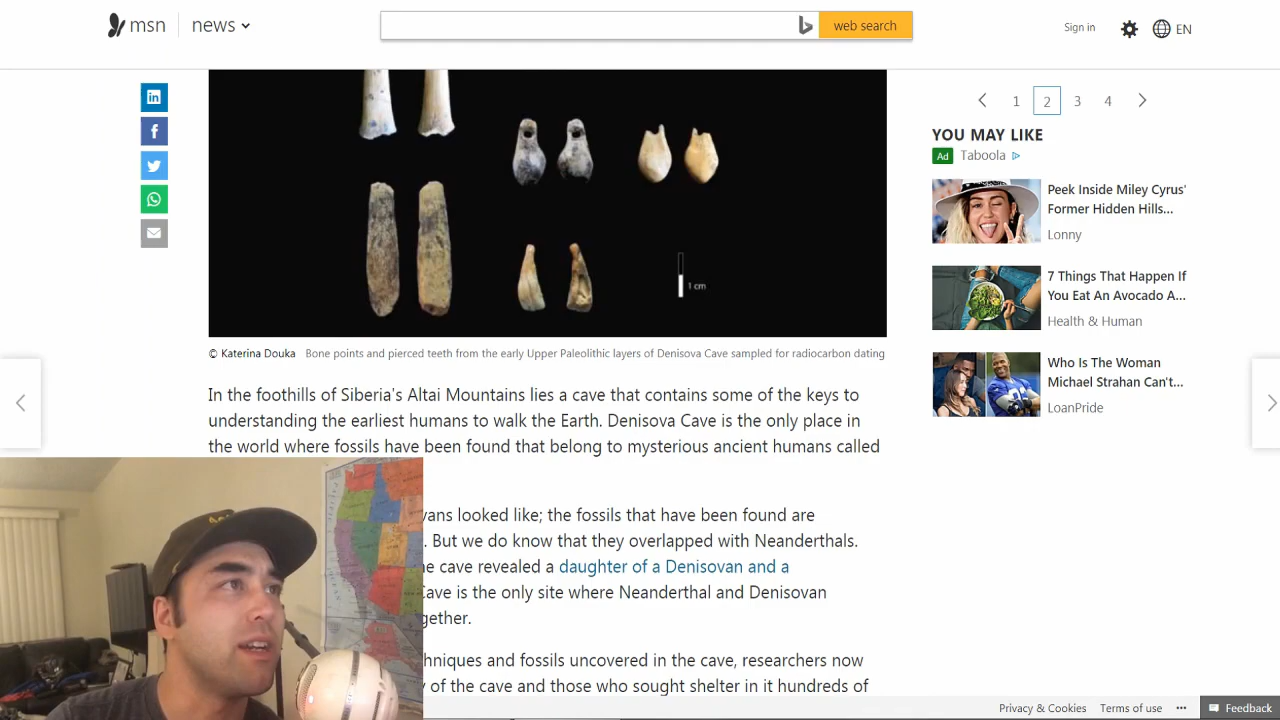 msn
news
web search
Sign in
EN
1 cm
© Katerina Douka Bone points and pierced teeth from the early Upper Paleolithic layers of Denisova Cave sampled for radiocarbon dating
In the foothills of Siberia's Altai Mountains lies a cave that contains some of the keys to
understanding the earliest humans to walk the Earth. Denisova Cave is the only place in
the world where fossils have been found that belong to mysterious ancient humans called
vans looked like; the fossils that have been found are
. But we do know that they overlapped with Neanderthals.
e cave revealed a daughter of a Denisovan and a
Cave is the only site where Neanderthal and Denisovan
gether.
hniques and fossils uncovered in the cave, researchers now
y of the cave and those who sought shelter in it hundreds of
1 2 3 4
YOU MAY LIKE
Ad Taboola
Peek Inside Miley Cyrus'
Former Hidden Hills...
Lonny
7 Things That Happen If
You Eat An Avocado A...
Health & Human
Who Is The Woman
Michael Strahan Can't...
LoanPride
Privacy & Cookies Terms of use ... Feedback